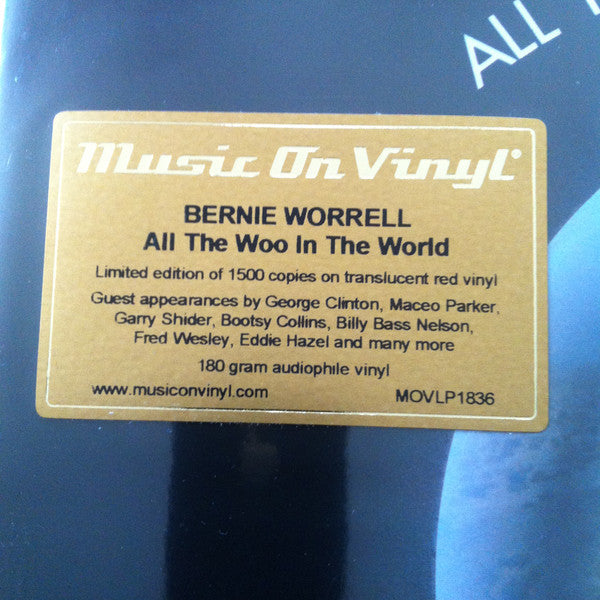 ALL
Music On Vinyl
BERNIE WORRELL
All The Woo In The World
Limited edition of 1500 copies on translucent red vinyl
Guest appearances by George Clinton, Maceo Parker,
Garry Shider, Bootsy Collins, Billy Bass Nelson,
Fred Wesley, Eddie Hazel and many more
180 gram audiophile vinyl
www.musiconvinyl.com MOVLP1836